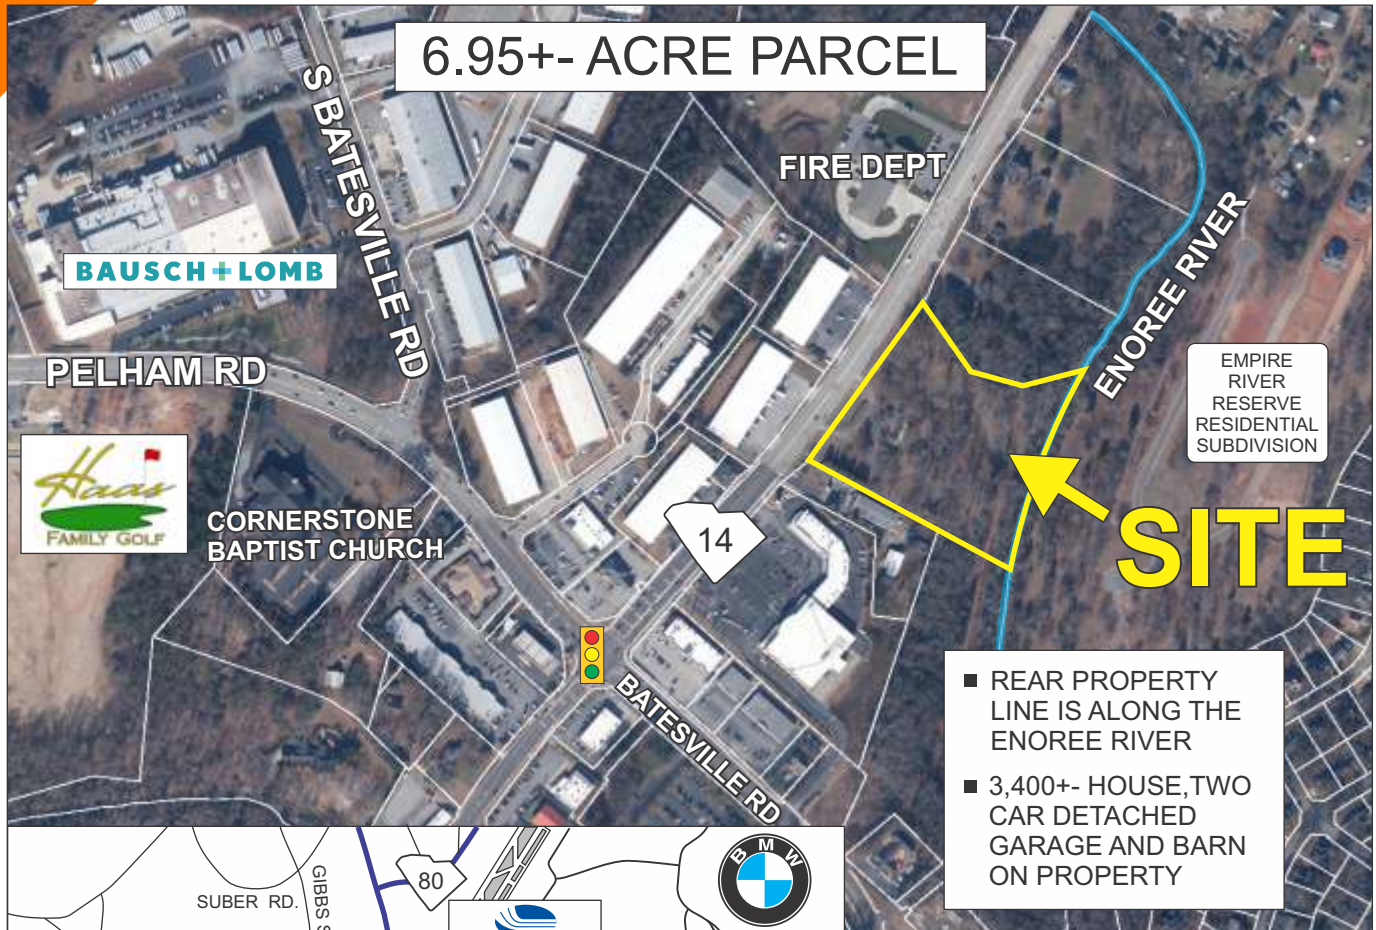 6.95+- ACRE PARCEL
S BATESVILLE RD
FIRE DEPT
BAUSCH + LOMB
ENOREE RIVER
PELHAM RD
EMPIRE
RIVER
RESERVE
RESIDENTIAL
SUBDIVISION
Haas
FAMILY GOLF
CORNERSTONE
BAPTIST CHURCH
14
SITE
BATESVILLE RD
■ REAR PROPERTY
LINE IS ALONG THE
ENOREE RIVER
■ 3,400+- HOUSE,TWO
CAR DETACHED
GARAGE AND BARN
ON PROPERTY
SUBER RD.
GIBBS S
80
BMW